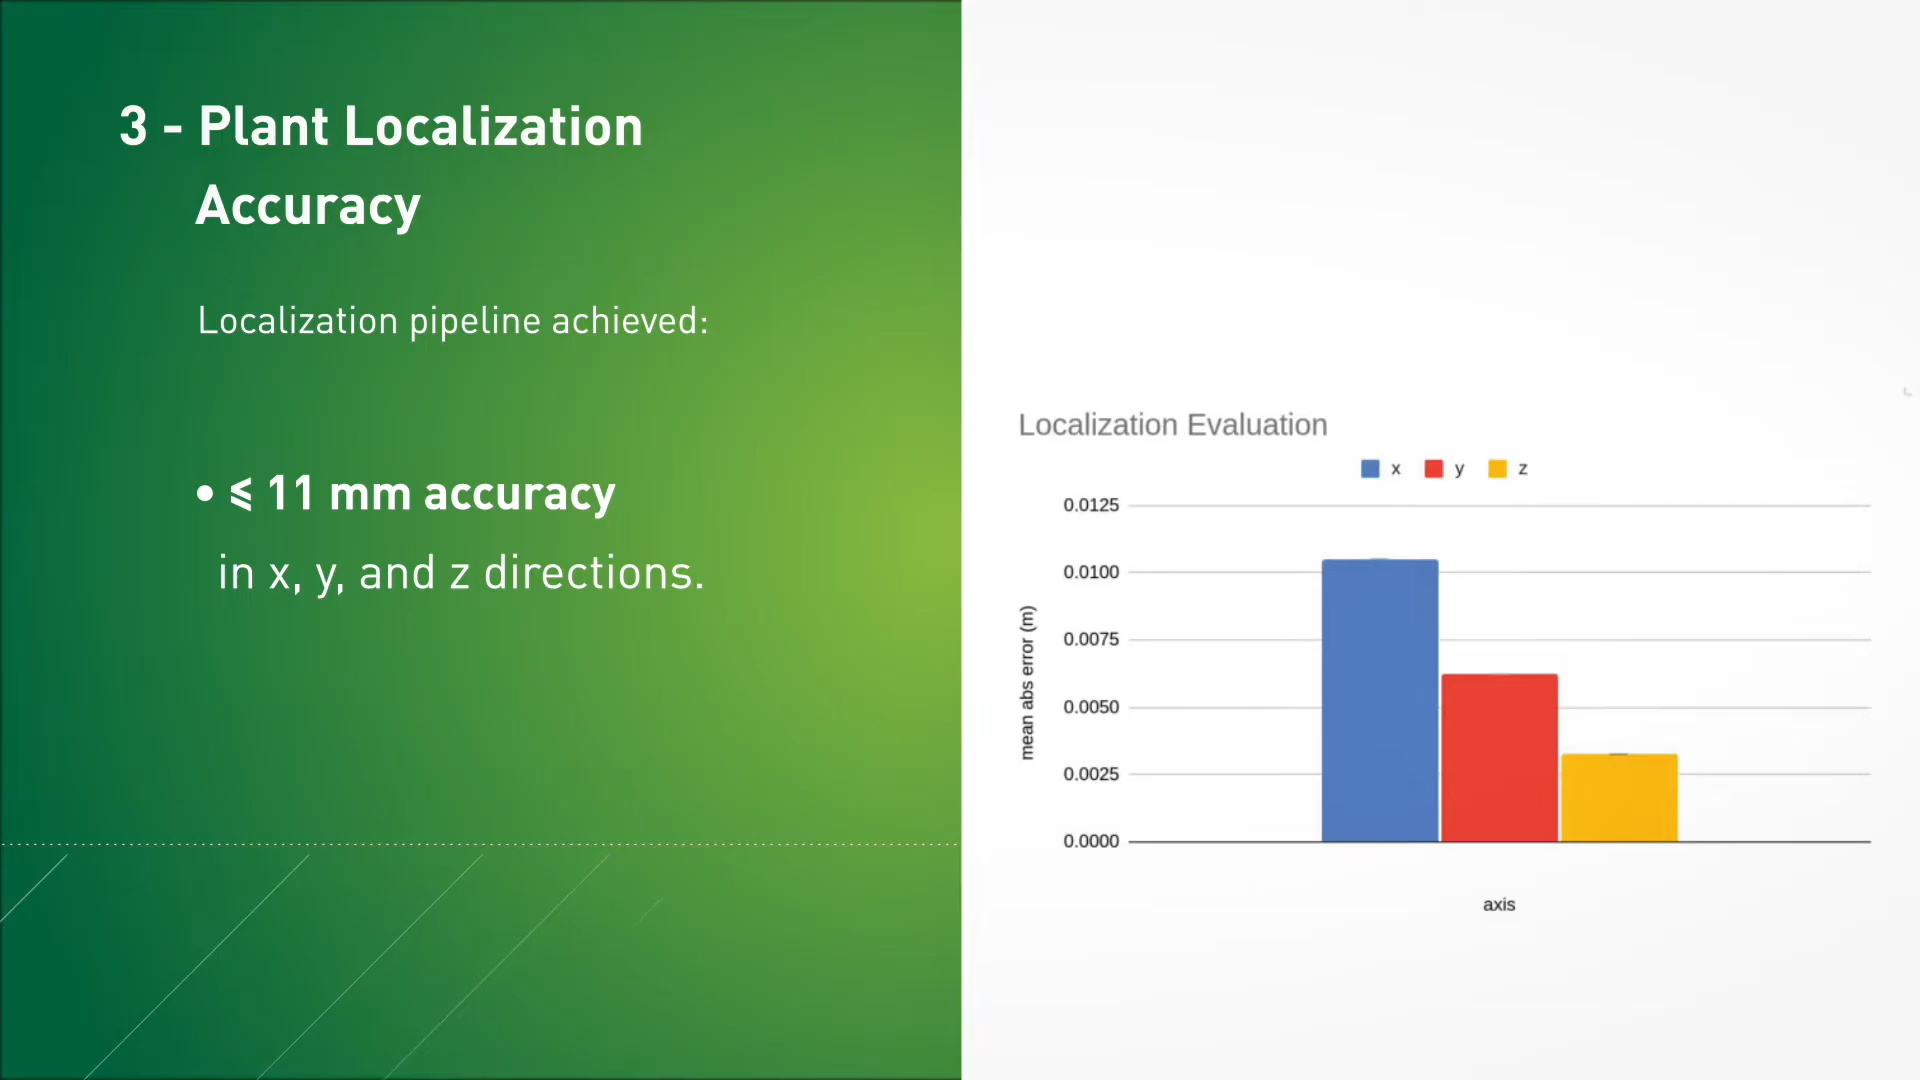 3 - Plant Localization
Accuracy
Localization pipeline achieved:
• ⩽ 11 mm accuracy
in x, y, and z directions.
Localization Evaluation
x y z
0.0125
0.0100
0.0075
0.0050
0.0025
0.0000
mean abs error (m)
axis